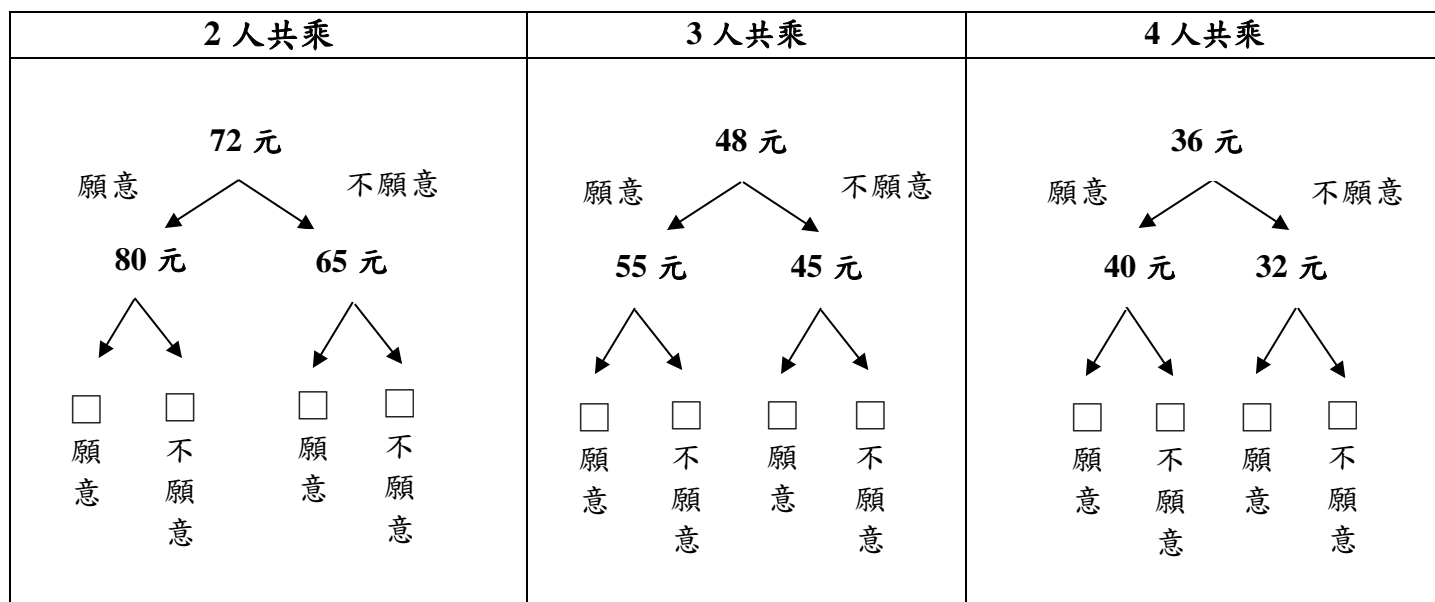 2 人共乘
3 人共乘
4 人共乘
72 元
願意
不願意
80 元
65 元
□
願意
□
不願意
□
願意
□
不願意
48 元
願意
不願意
55 元
45 元
□
願意
□
不願意
□
願意
□
不願意
36 元
願意
不願意
40 元
32 元
□
願意
□
不願意
□
願意
□
不願意